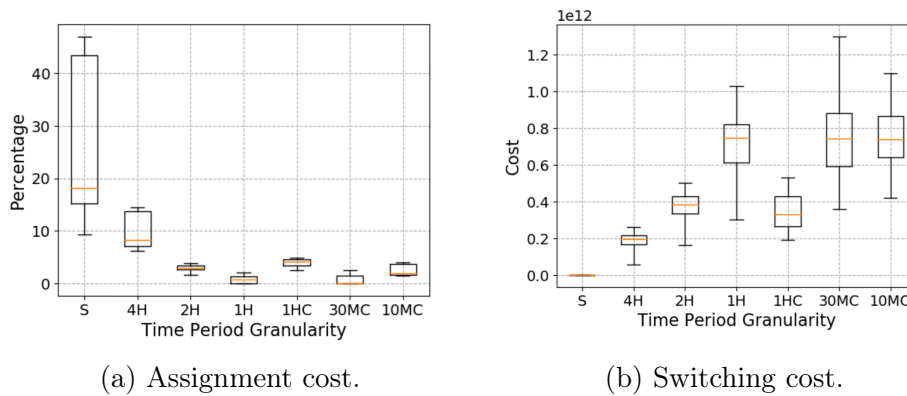 40
30
20
10
0
Percentage
S 4H 2H 1H 1HC 30MC 10MC
Time Period Granularity
(a) Assignment cost.
1e12
1.2
1.0
0.8
0.6
0.4
0.2
0.0
Cost
S 4H 2H 1H 1HC 30MC 10MC
Time Period Granularity
(b) Switching cost.